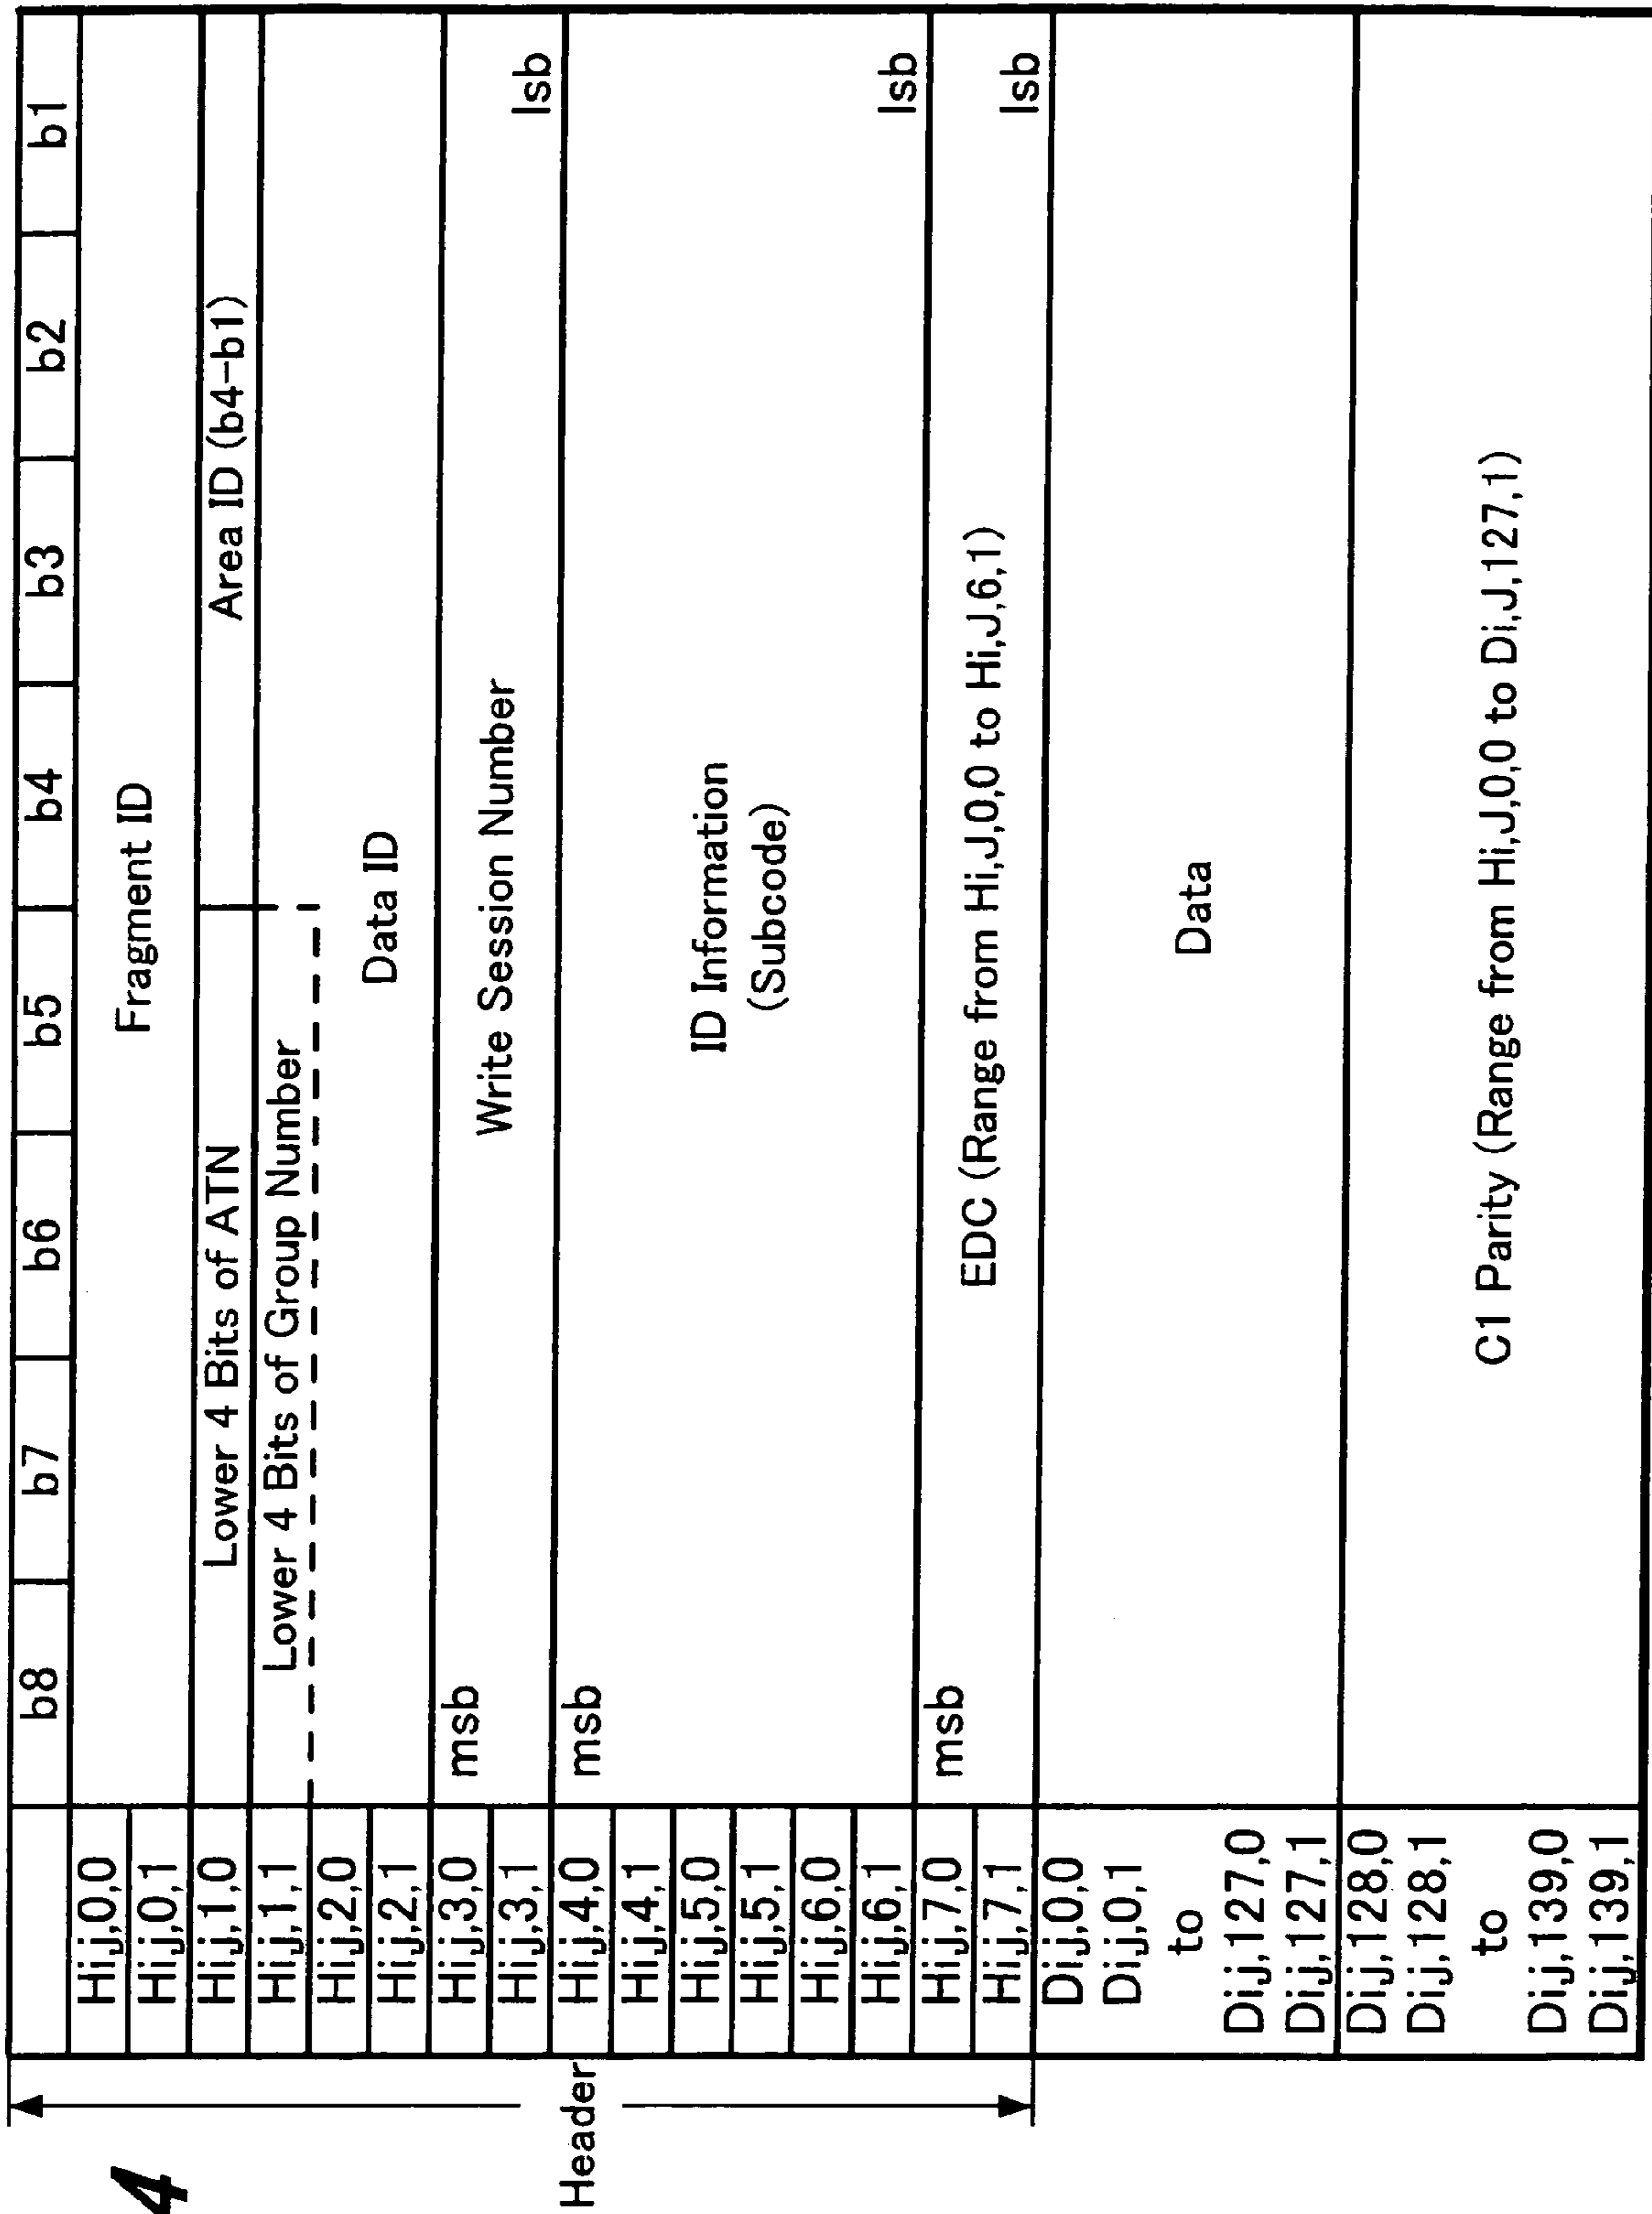 4
b8 b7 b6 b5 b4 b3 b2 b1
Header
Hi,j,0,0
Fragment ID
Hi,j,0,1
Hi,j,1,0 Lower 4 Bits of ATN Area ID (b4-b1)
Hi,j,1,1 Lower 4 Bits of Group Number
Hi,j,2,0
Data ID
Hi,j,2,1
Hi,j,3,0 msb
Write Session Number
Hi,j,3,1 lsb
Hi,j,4,0 msb
Hi,j,4,1
Hi,j,5,0
ID Information
Hi,j,5,1
(Subcode)
Hi,j,6,0
Hi,j,6,1 lsb
Hi,j,7,0 msb
EDC (Range from Hi,J,0,0 to Hi,J,6,1)
Hi,j,7,1 lsb
Di,j,0,0
Di,j,0,1
to Data
Di,j,127,0
Di,j,127,1
Di,j,128,0
Di,j,128,1
to C1 Parity (Range from Hi,J,0,0 to Di,J,127,1)
Di,j,139,0
Di,j,139,1